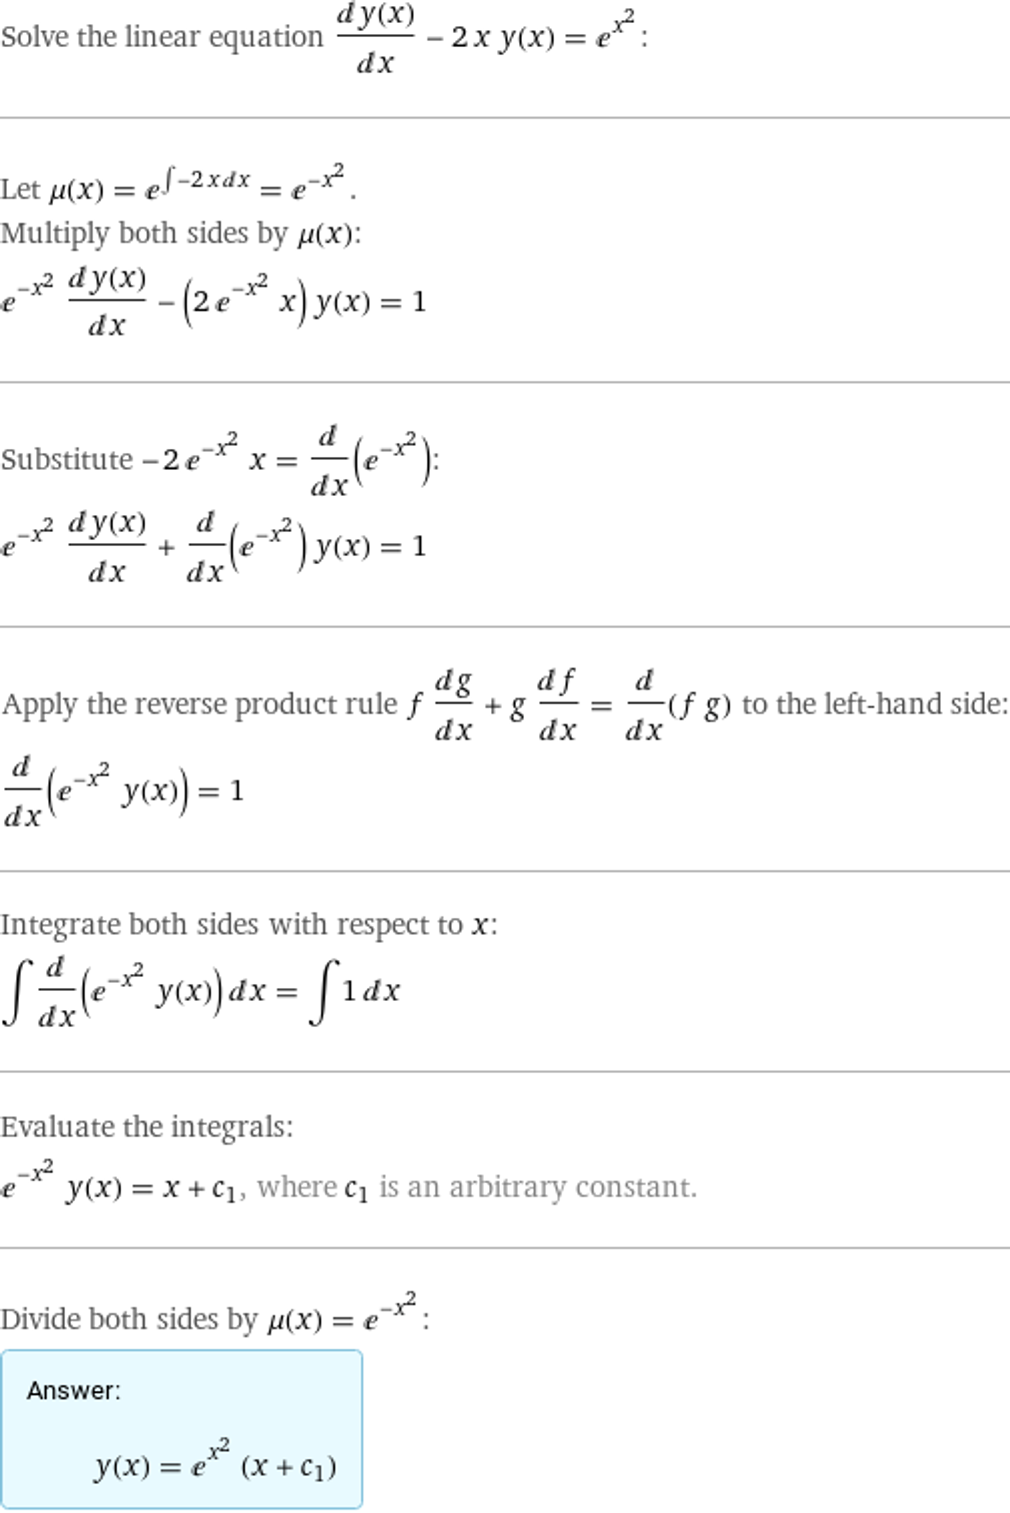 Solve the linear equation dy(x)/dx − 2 x y(x) = e^x^2 :
Let μ(x) = e^∫−2 x dx = e^−x^2 .
Multiply both sides by μ(x):
e^−x^2 dy(x)/dx − (2 e^−x^2 x) y(x) = 1
Substitute −2 e^−x^2 x = d/dx (e^−x^2):
e^−x^2 dy(x)/dx + d/dx (e^−x^2) y(x) = 1
Apply the reverse product rule f dg/dx + g df/dx = d/dx (f g) to the left-hand side:
d/dx (e^−x^2 y(x)) = 1
Integrate both sides with respect to x:
∫ d/dx (e^−x^2 y(x)) dx = ∫ 1 dx
Evaluate the integrals:
e^−x^2 y(x) = x + c₁, where c₁ is an arbitrary constant.
Divide both sides by μ(x) = e^−x^2 :
Answer:
y(x) = e^x^2 (x + c₁)